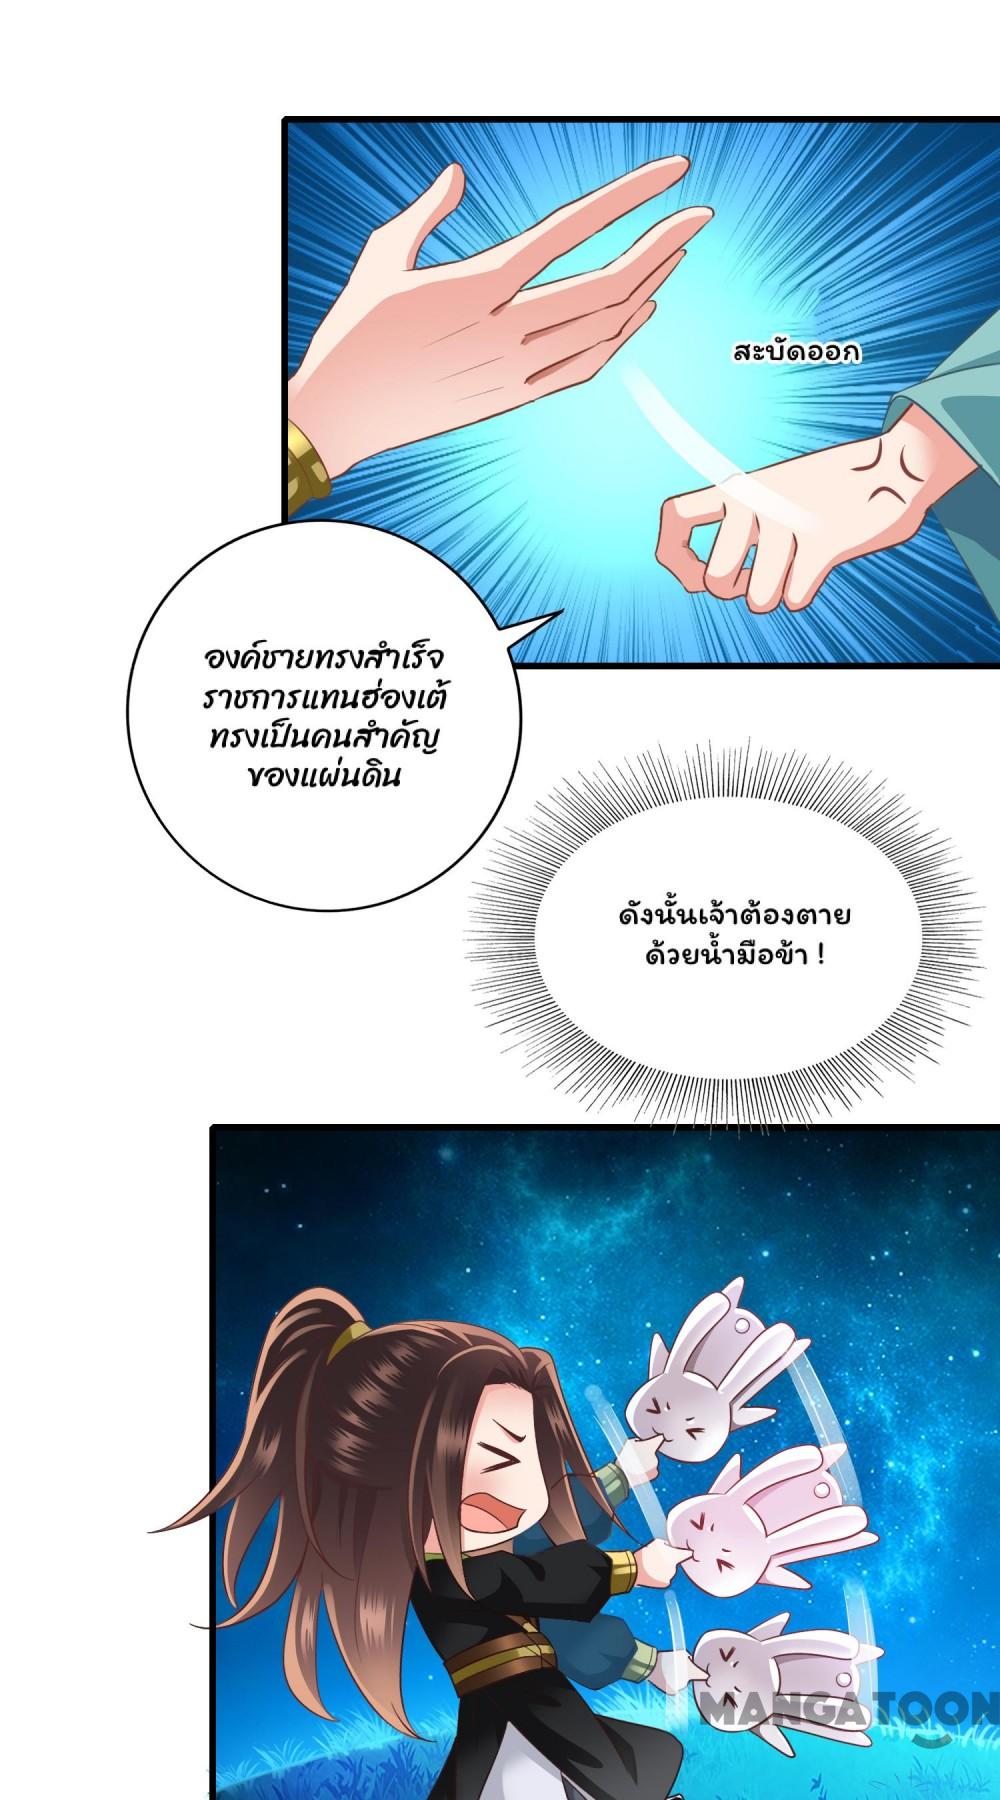 สะบัดออก
องค์ชายทรงสำเร็จ
ราชการแทนฮ่องเต้
ทรงเป็นคนสำคัญ
ของแผ่นดิน
ดังนั้นเจ้าต้องตาย
ด้วยน้ำมือข้า !
MANGATOON